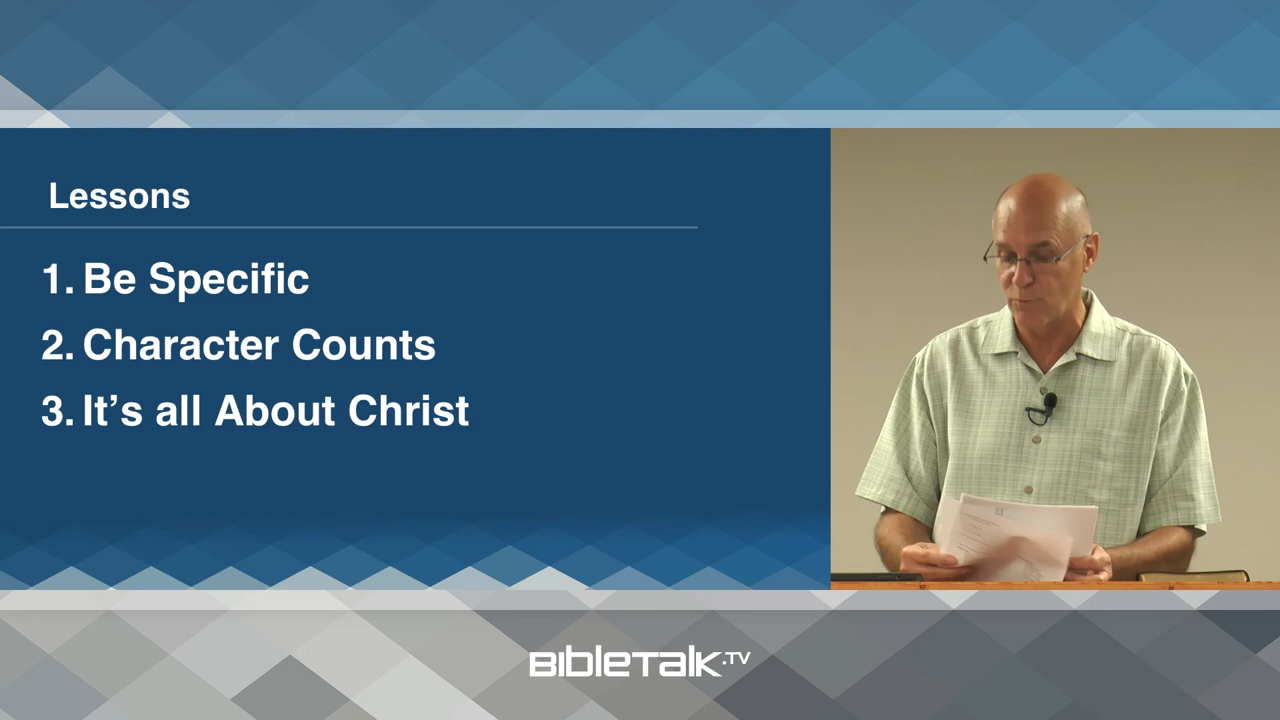 Lessons
1. Be Specific
2. Character Counts
3. It's all About Christ
BIBLETALK.TV